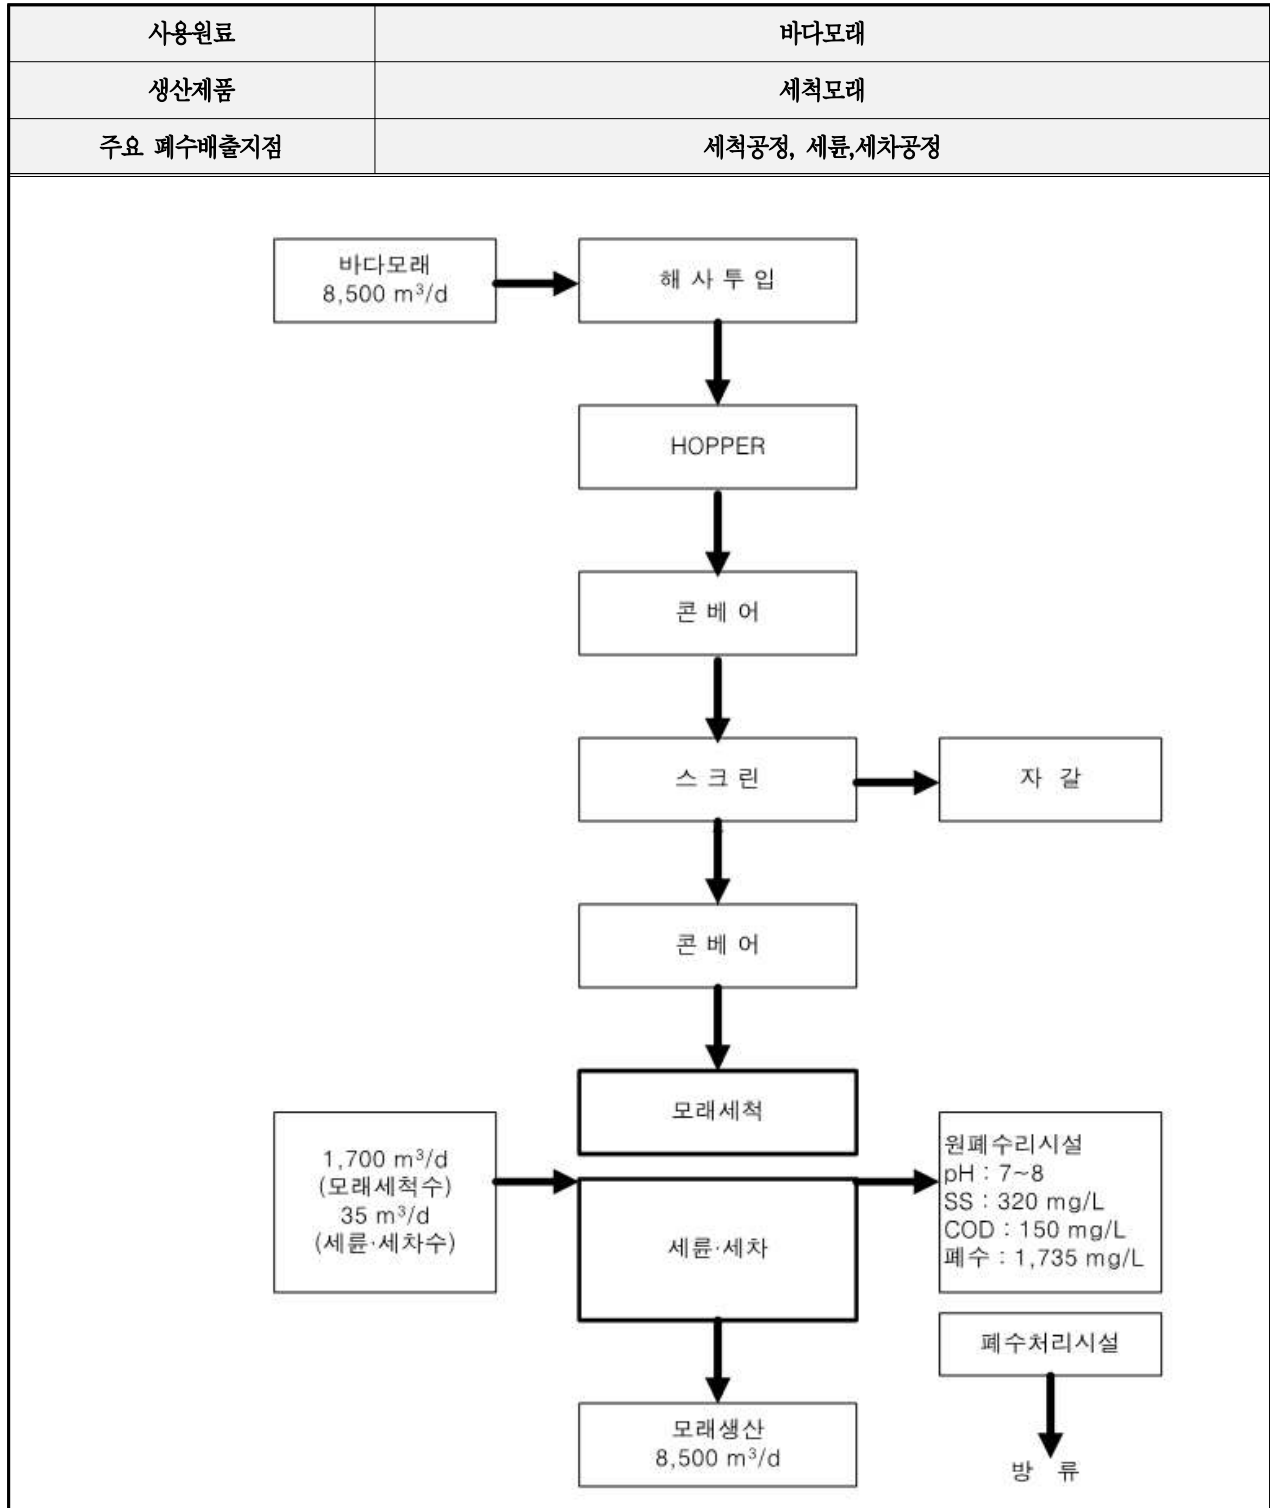 사용원료 바다모래
생산제품 세척모래
주요 폐수배출지점 세척공정, 세륜,세차공정
바다모래
8,500 m³/d
해 사 투 입
HOPPER
콘 베 어
스 크 린
자 갈
콘 베 어
모래세척
1,700 m³/d
(모래세척수)
35 m³/d
(세륜·세차수)
세륜·세차
원폐수리시설
pH : 7~8
SS : 320 mg/L
COD : 150 mg/L
폐수 : 1,735 mg/L
폐수처리시설
모래생산
8,500 m³/d
방 류